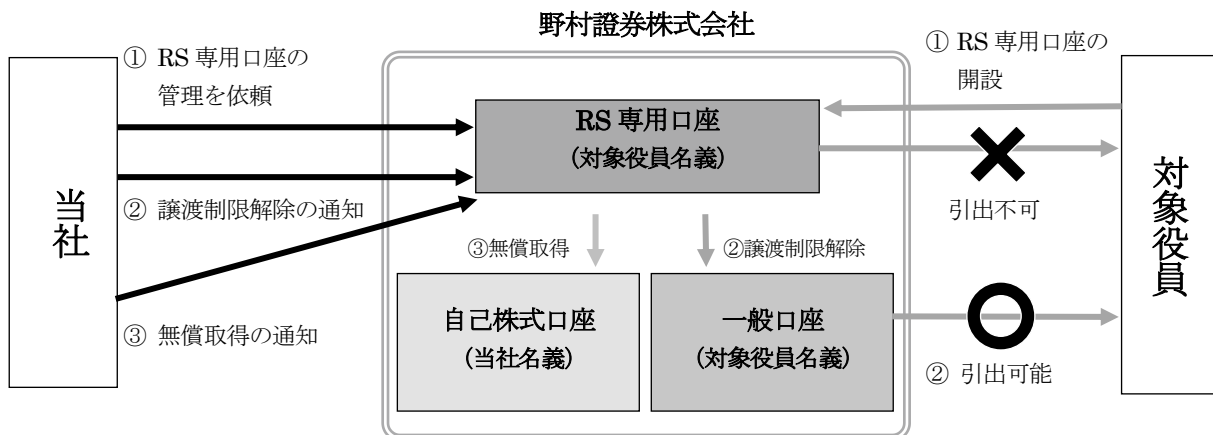 野村證券株式会社
① RS 専用口座の
管理を依頼
① RS 専用口座の
開設
RS 専用口座
(対象役員名義)
当社
対象役員
② 譲渡制限解除の通知
引出不可
③無償取得
②譲渡制限解除
自己株式口座
(当社名義)
一般口座
(対象役員名義)
③ 無償取得の通知
② 引出可能